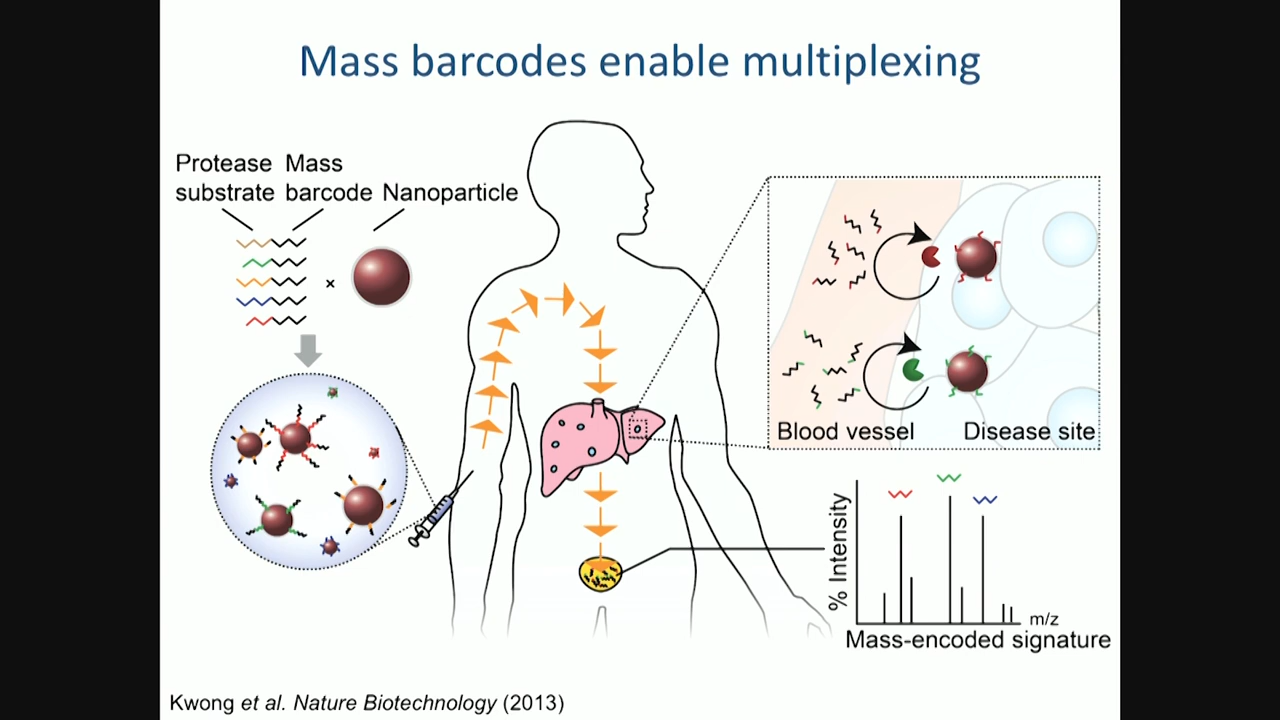 Mass barcodes enable multiplexing
Protease Mass
substrate barcode Nanoparticle
×
Blood vessel Disease site
% Intensity
m/z
Mass-encoded signature
Kwong et al. Nature Biotechnology (2013)